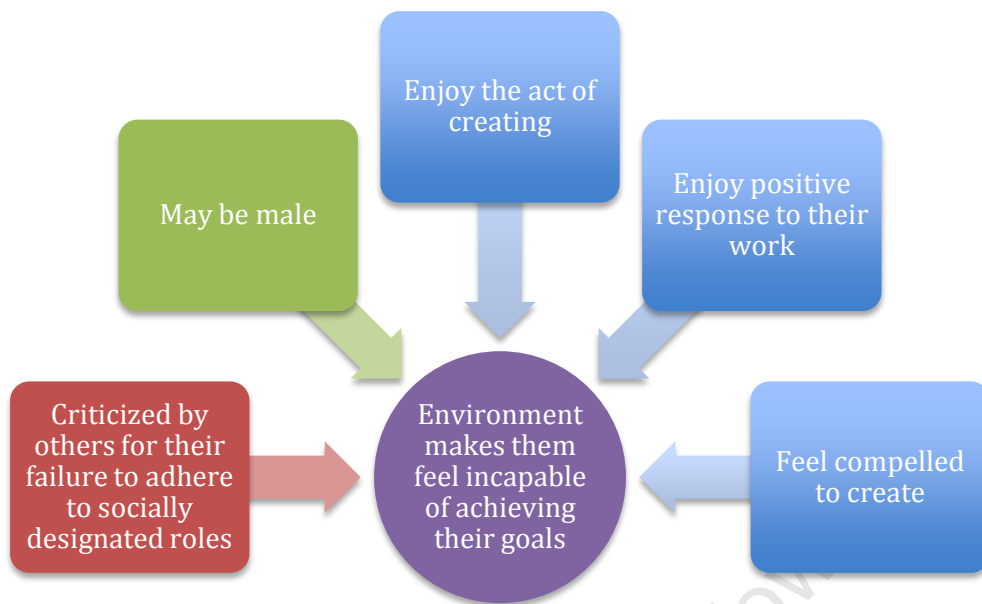 Enjoy the act of
creating
May be male
Enjoy positive
response to their
work
Criticized by
others for their
failure to adhere
to socially
designated roles
Environment
makes them
feel incapable
of achieving
their goals
Feel compelled
to create